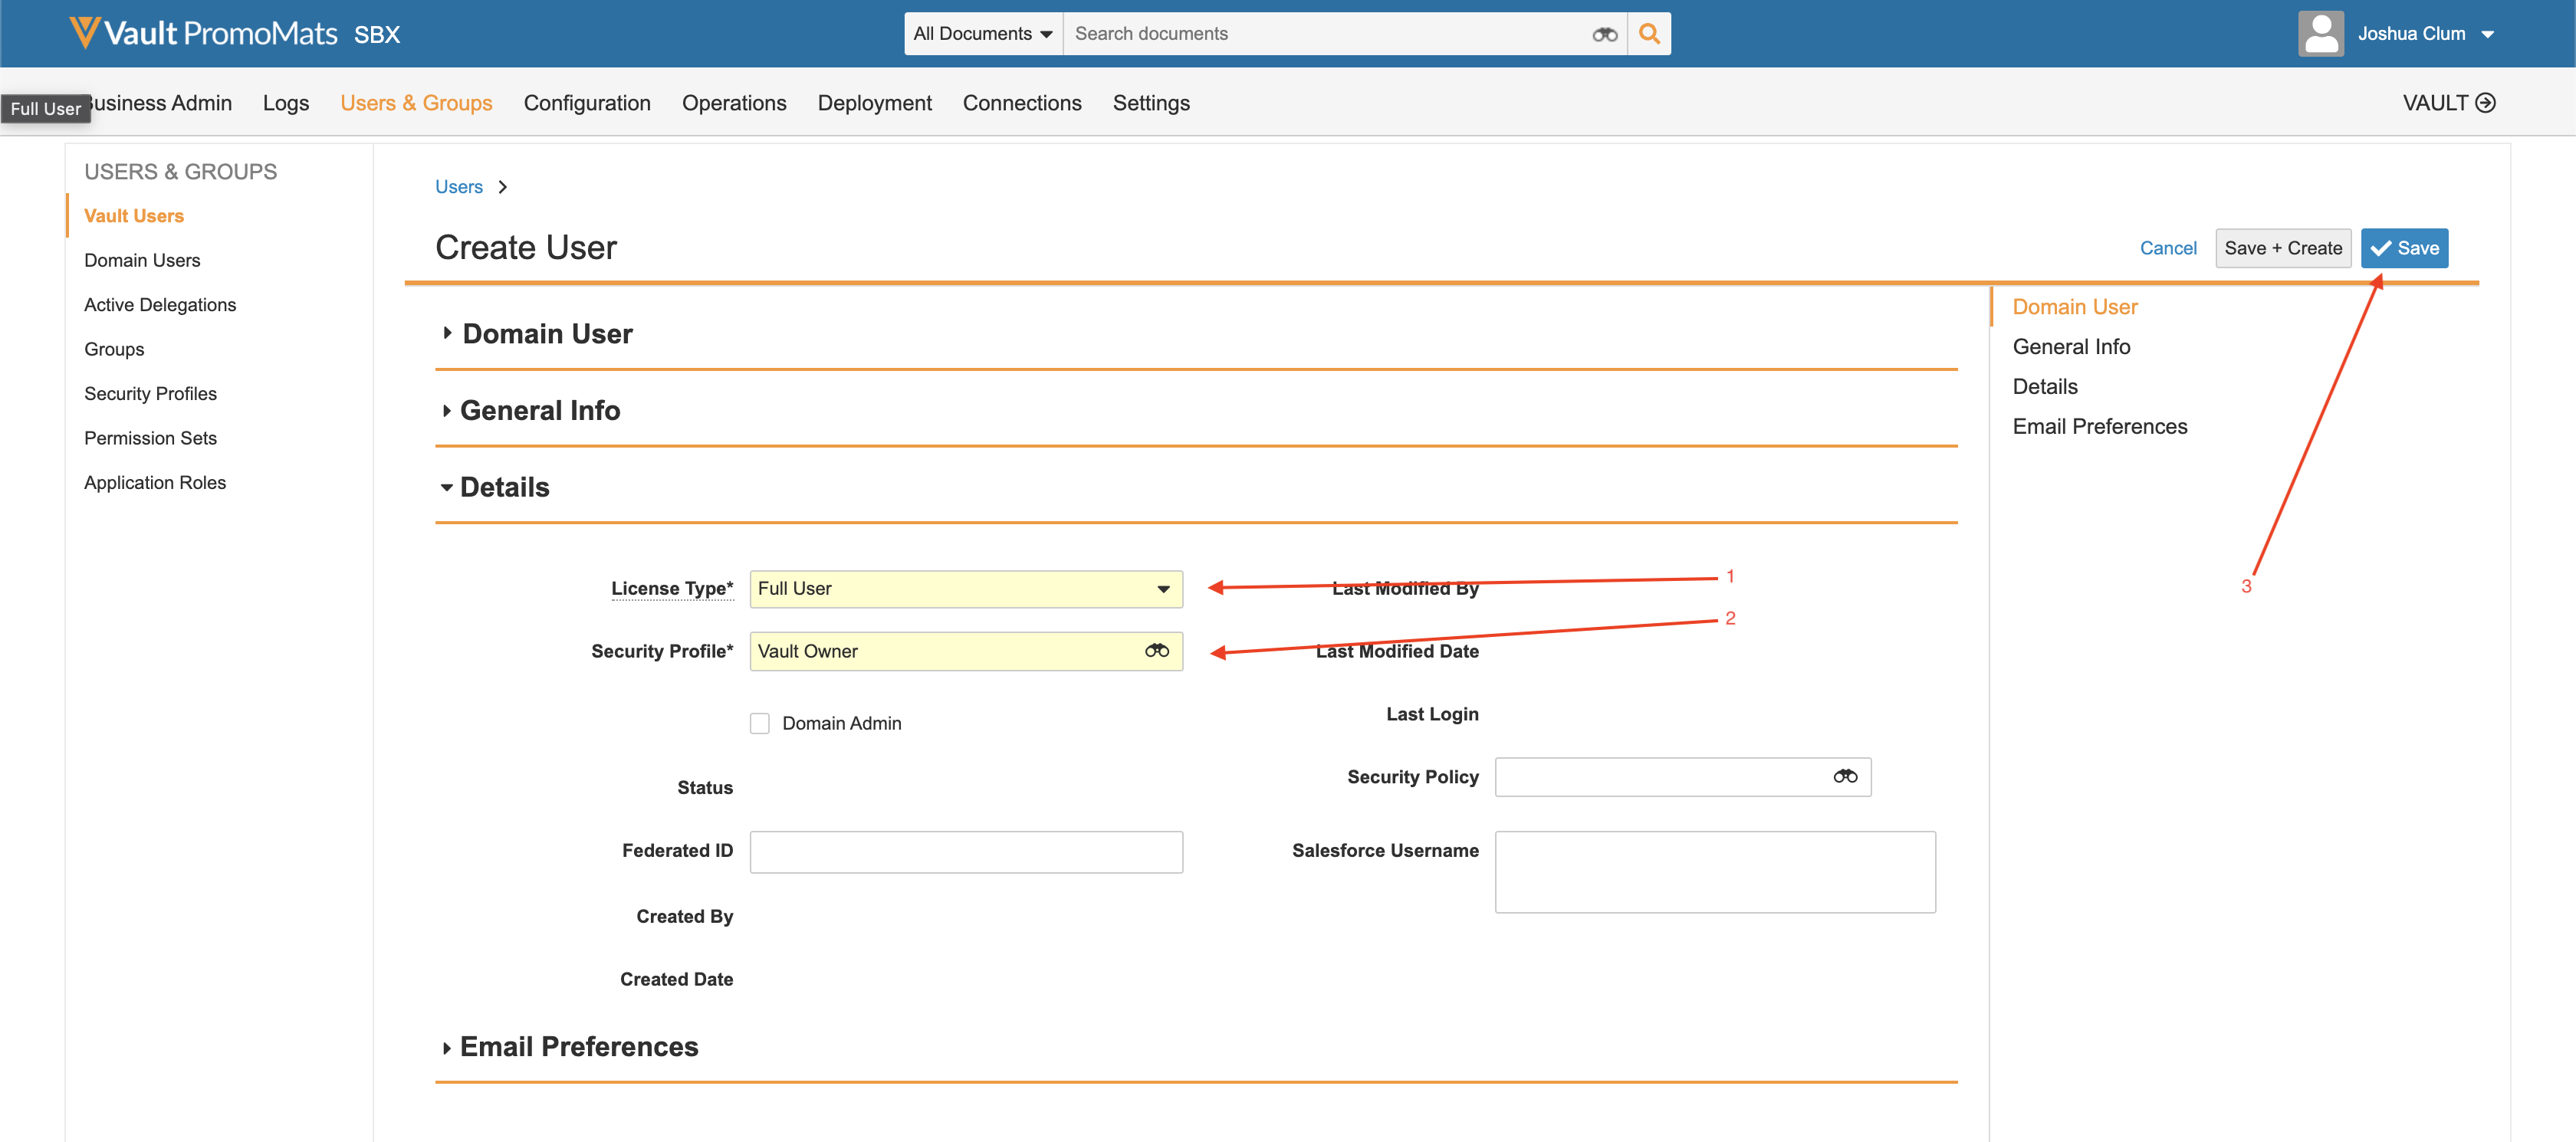 Vault PromoMats SBX
All Documents
Search documents
Joshua Clum
Full User
usiness Admin
Logs
Users & Groups
Configuration
Operations
Deployment
Connections
Settings
VAULT
USERS & GROUPS
Vault Users
Domain Users
Active Delegations
Groups
Security Profiles
Permission Sets
Application Roles
Users
Create User
Cancel
Save + Create
Save
Domain User
General Info
Details
Email Preferences
Domain User
General Info
Details
License Type*
Full User
Last Modified By
1
Security Profile*
Vault Owner
Last Modified Date
2
3
Domain Admin
Last Login
Status
Security Policy
Federated ID
Salesforce Username
Created By
Created Date
Email Preferences